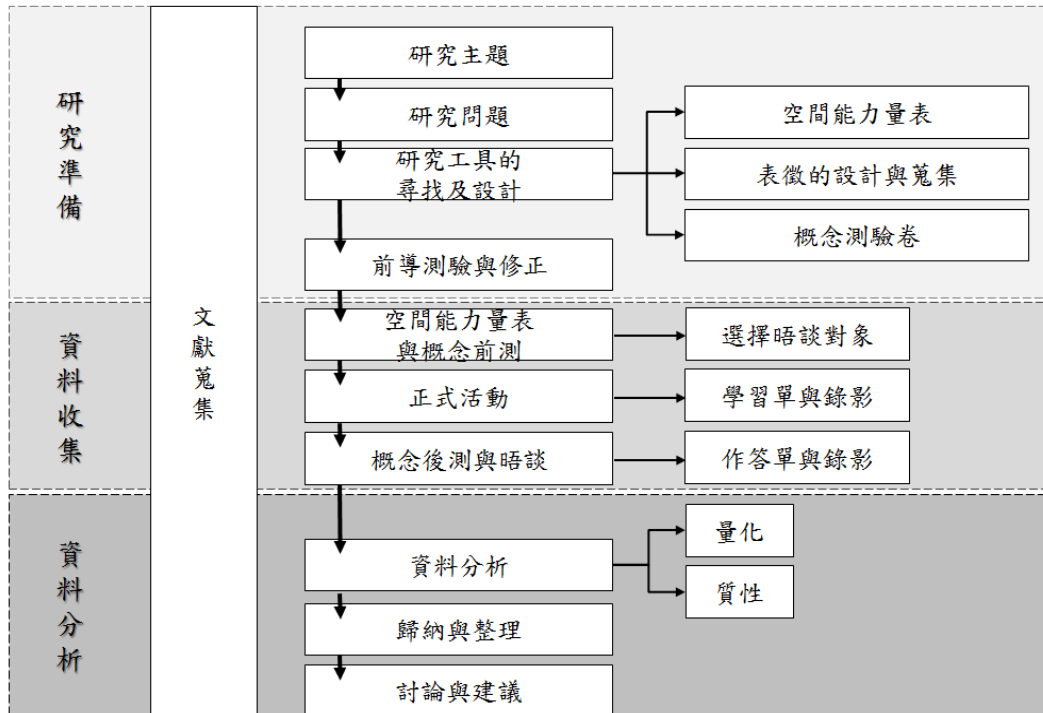 研究準備
資料收集
資料分析
文獻蒐集
研究主題
研究問題
研究工具的
尋找及設計
空間能力量表
表徵的設計與蒐集
概念測驗卷
前導測驗與修正
空間能力量表
與概念前測
選擇晤談對象
正式活動
學習單與錄影
概念後測與晤談
作答單與錄影
資料分析
量化
質性
歸納與整理
討論與建議